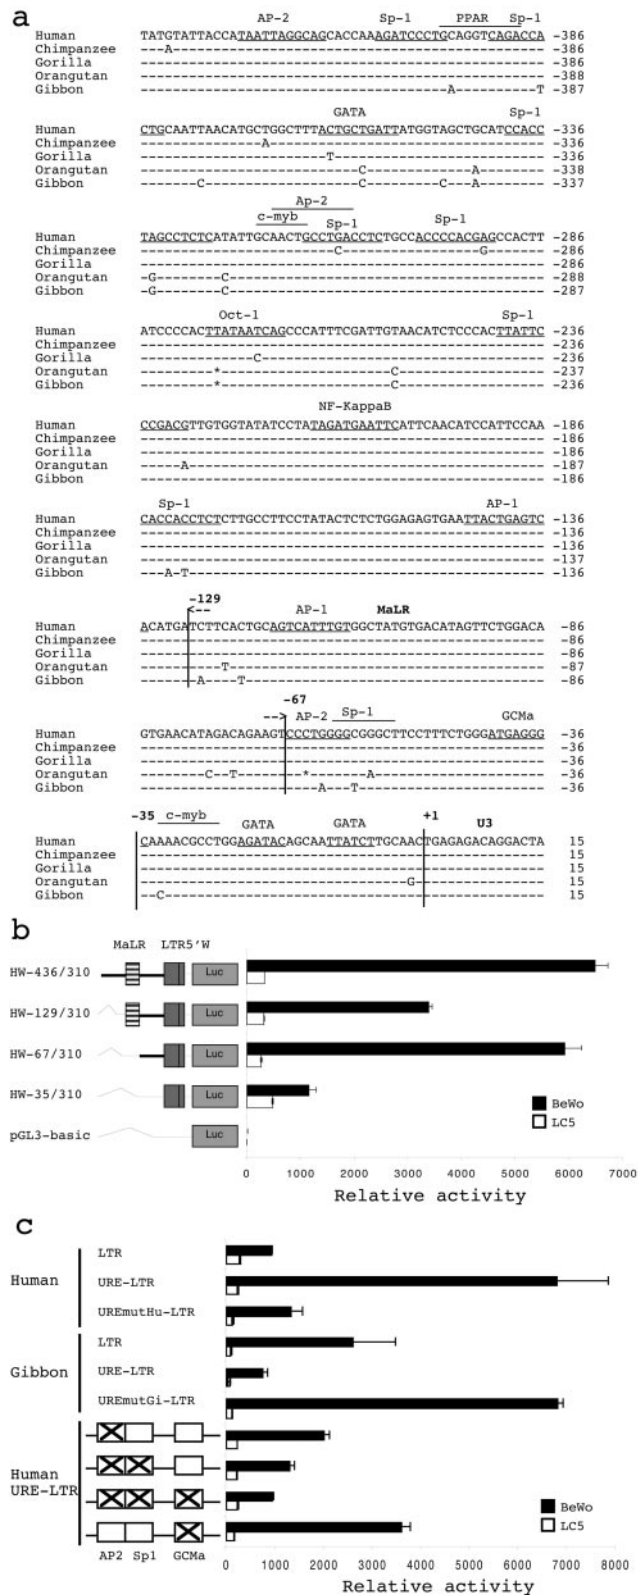 a
AP-2 Sp-1 PPAR Sp-1
Human TATGTATTACCATAATTAGGCAGCACCAAAGATCCCTGCAGGTCAGACCA -386
Chimpanzee ---A---------------------------------------------- -386
Gorilla -------------------------------------------------- -386
Orangutan -------------------------------------------------- -388
Gibbon --------------------------------------A----------T -387
GATA Sp-1
Human CTGCAATTAACATGCTGGCTTTACTGCTGATTATGGTAGCTGCATCCACC -336
Chimpanzee ---------------A---------------------------------- -336
Gorilla -----------------------T-------------------------- -336
Orangutan ---------------------------C-------------A-------- -338
Gibbon -------C-------------------C---------C---A-------- -337
Ap-2
c-myb Sp-1 Sp-1
Human TAGCCTCTCATATTGCAACTGCCTGACCTCTGCCACCCCACGAGCCACTT -286
Chimpanzee ------------------------C-----------------G------- -286
Gorilla -------------------------------------------------- -286
Orangutan -G--------C--------------------------------------- -288
Gibbon -G--------C--------------------------------------- -287
Oct-1 Sp-1
Human ATCCCCACTTATAATCAGCCCATTTCGATTGTAACATCTCCCACTTATTC -236
Chimpanzee -------------------------------------------------- -236
Gorilla --------------C----------------------------------- -236
Orangutan ---------*---------------------C------------------ -237
Gibbon ---------*---------------------C------------------ -236
NF-KappaB
Human CCGACGTTGTGGTATATCCTATAGATGAATTCATTCAACATCCATTCCAA -186
Chimpanzee -------------------------------------------------- -186
Gorilla -------------------------------------------------- -186
Orangutan -----A-------------------------------------------- -187
Gibbon -------------------------------------------------- -186
Sp-1 AP-1
Human CACCACCTCTCTTGCCTTCCTATACTCTCTGGAGAGTGAATTACTGAGTC -136
Chimpanzee -------------------------------------------------- -136
Gorilla -------------------------------------------------- -136
Orangutan -------------------------------------------------- -137
Gibbon ---A-T-------------------------------------------- -136
-129
<-- AP-1 MaLR
Human ACATGATCTTCACTGCAGTCATTTGTGGCTATGTGACATAGTTCTGGACA -86
Chimpanzee -------------------------------------------------- -86
Gorilla -------------------------------------------------- -86
Orangutan ----------T--------------------------------------- -87
Gibbon -------A----T------------------------------------- -86
-67
--> AP-2 Sp-1 GCMa
Human GTGAACATAGACAGAAGTCCCTGGGGCGGGCTTCCTTTCTGGGATGAGGG -36
Chimpanzee -------------------------------------------------- -36
Gorilla -------------------------------------------------- -36
Orangutan --------C--T--------*-------A--------------------- -36
Gibbon ----------------------A---T----------------------- -36
-35 c-myb GATA GATA +1 U3
Human CAAAACGCCTGGAGATACAGCAATTATCTTGCAACTGAGAGACAGGACTA 15
Chimpanzee -------------------------------------------------- 15
Gorilla -------------------------------------------------- 15
Orangutan ---------------------------------G---------------- 15
Gibbon --C----------------------------------------------- 15
b
MaLR LTR5'W
HW-436/310 Luc
HW-129/310 Luc
HW-67/310 Luc
HW-35/310 Luc
pGL3-basic Luc
BeWo
LC5
0 1000 2000 3000 4000 5000 6000 7000
Relative activity
c
Human
LTR
URE-LTR
UREmutHu-LTR
Gibbon
LTR
URE-LTR
UREmutGi-LTR
Human
URE-LTR
AP2 Sp1 GCMa
BeWo
LC5
0 1000 2000 3000 4000 5000 6000 7000 8000
Relative activity